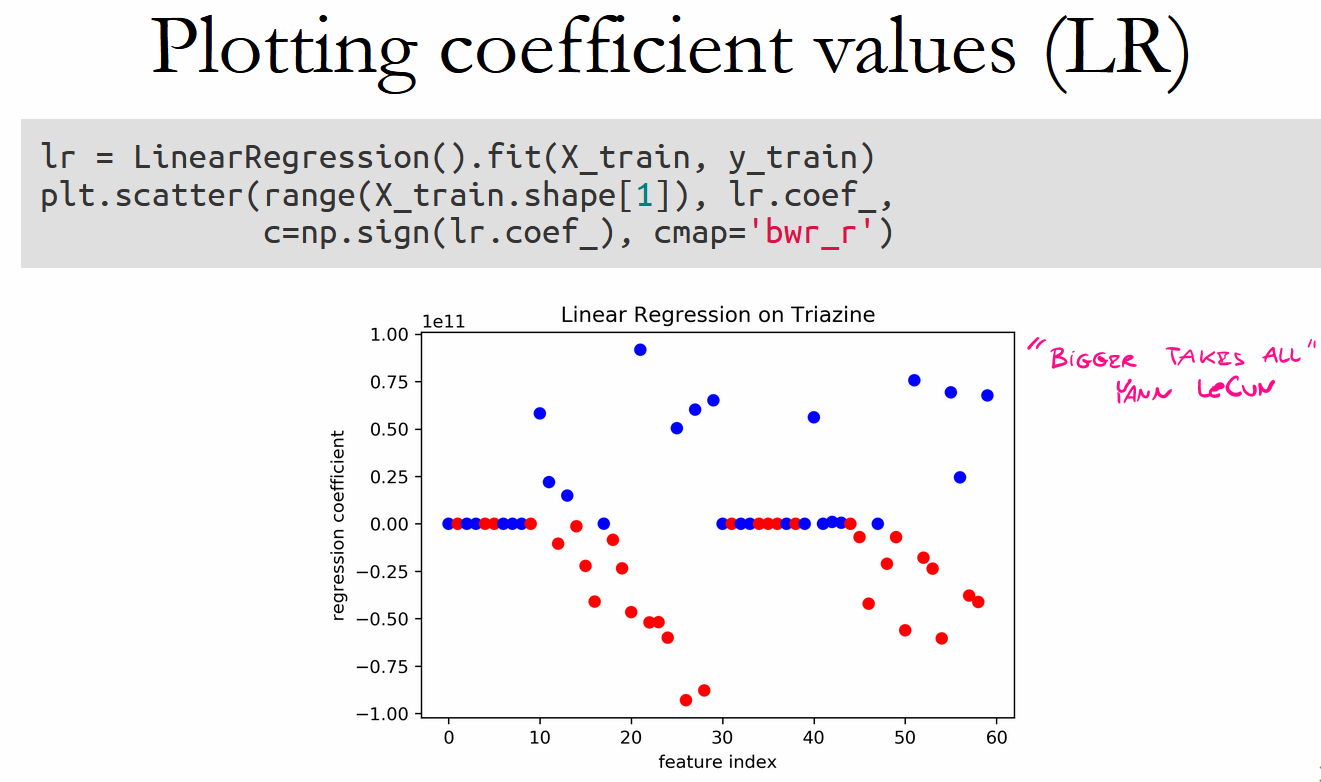 Plotting coefficient values (LR)
lr = LinearRegression().fit(X_train, y_train)
plt.scatter(range(X_train.shape[1]), lr.coef_,
c=np.sign(lr.coef_), cmap='bwr_r')
Linear Regression on Triazine
1e11
"BIGGER TAKES ALL"
YANN LeCUN
1.00
0.75
0.50
0.25
0.00
−0.25
−0.50
−0.75
−1.00
regression coefficient
0 10 20 30 40 50 60
feature index